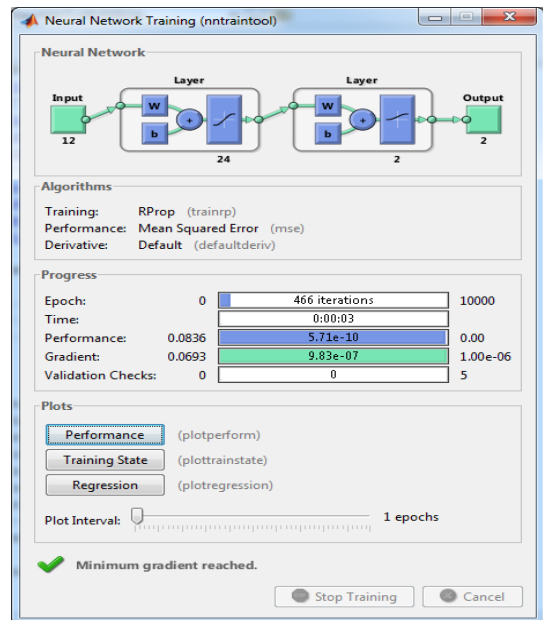 Neural Network Training (nntraintool)
Neural Network
Layer Layer
Input Output
W W
b b
12 24 2 2
Algorithms
Training: RProp (trainrp)
Performance: Mean Squared Error (mse)
Derivative: Default (defaultderiv)
Progress
Epoch: 0 466 iterations 10000
Time: 0:00:03
Performance: 0.0836 5.71e-10 0.00
Gradient: 0.0693 9.83e-07 1.00e-06
Validation Checks: 0 0 5
Plots
Performance (plotperform)
Training State (plottrainstate)
Regression (plotregression)
Plot Interval: 1 epochs
Minimum gradient reached.
Stop Training Cancel